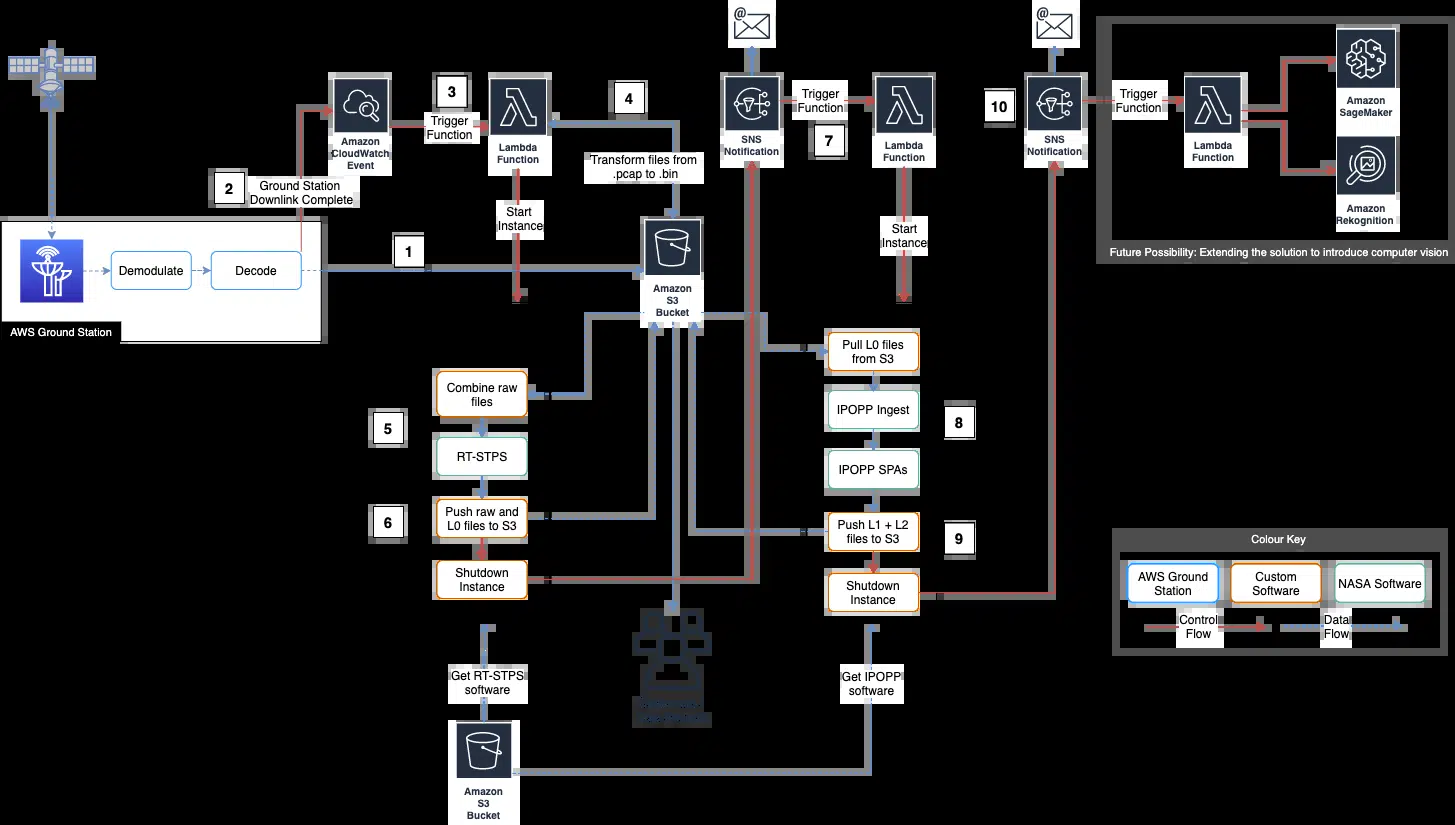 2
Ground Station
Downlink Complete
Amazon
CloudWatch
Event
3
Trigger
Function
Lambda
Function
Start
Instance
4
Transform files from
.pcap to .bin
@
SNS
Notification
Trigger
Function
7
Lambda
Function
Start
Instance
@
10
SNS
Notification
Trigger
Function
Lambda
Function
Amazon
SageMaker
Amazon
Rekognition
Future Possibility: Extending the solution to introduce computer vision
Demodulate
Decode
AWS Ground Station
1
Amazon
S3
Bucket
5
Combine raw
files
RT-STPS
6
Push raw and
L0 files to S3
Shutdown
Instance
Pull L0 files
from S3
IPOPP Ingest
8
IPOPP SPAs
Push L1 + L2
files to S3
9
Shutdown
Instance
Get RT-STPS
software
Amazon
S3
Bucket
Get IPOPP
software
Colour Key
AWS Ground
Station
Custom
Software
NASA Software
Control
Flow
Data
Flow